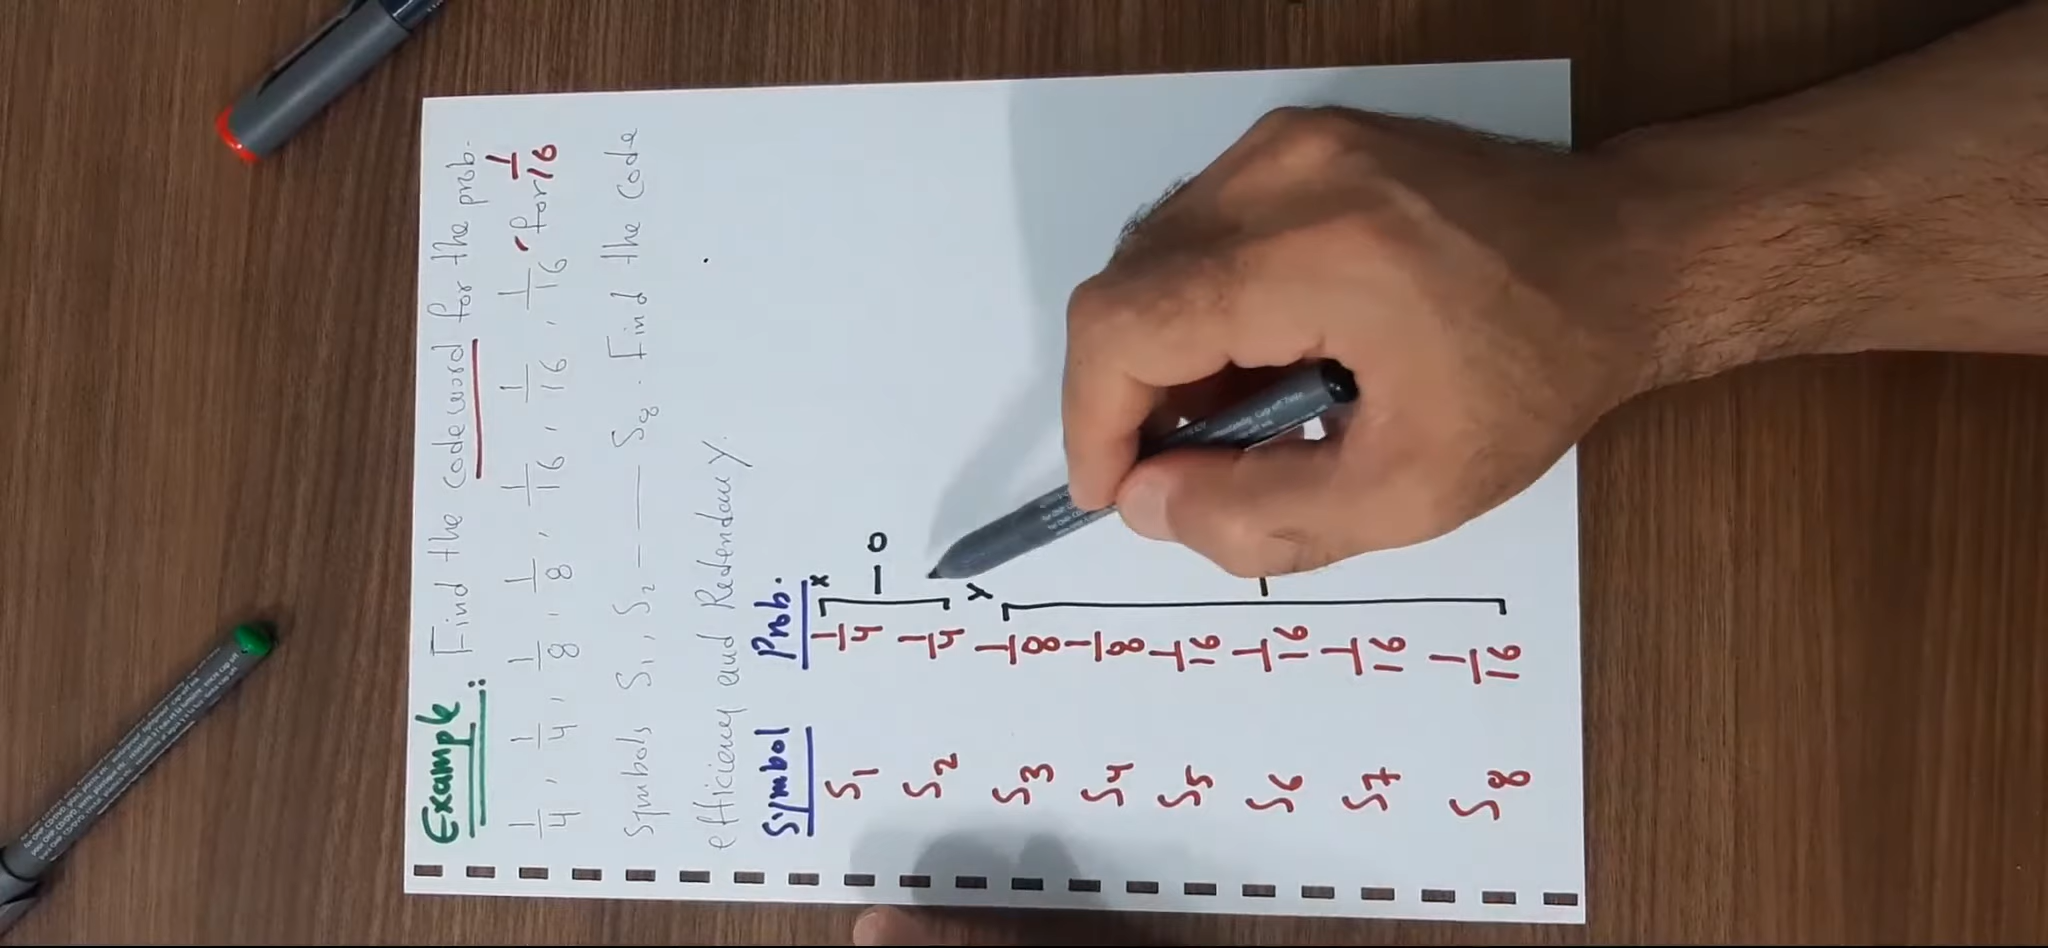 Example: Find the code word for the prob.
1/4, 1/4, 1/8, 1/8, 1/16, 1/16, 1/16, for 1/16
Symbols S1, S2 —— S8. Find the Code
efficiency and Redendancy.
Symbol Prob.
S1 1/4 x
S2 1/4 — 0
S3 1/8 y
S4 1/8
S5 1/16
S6 1/16
S7 1/16
S8 1/16